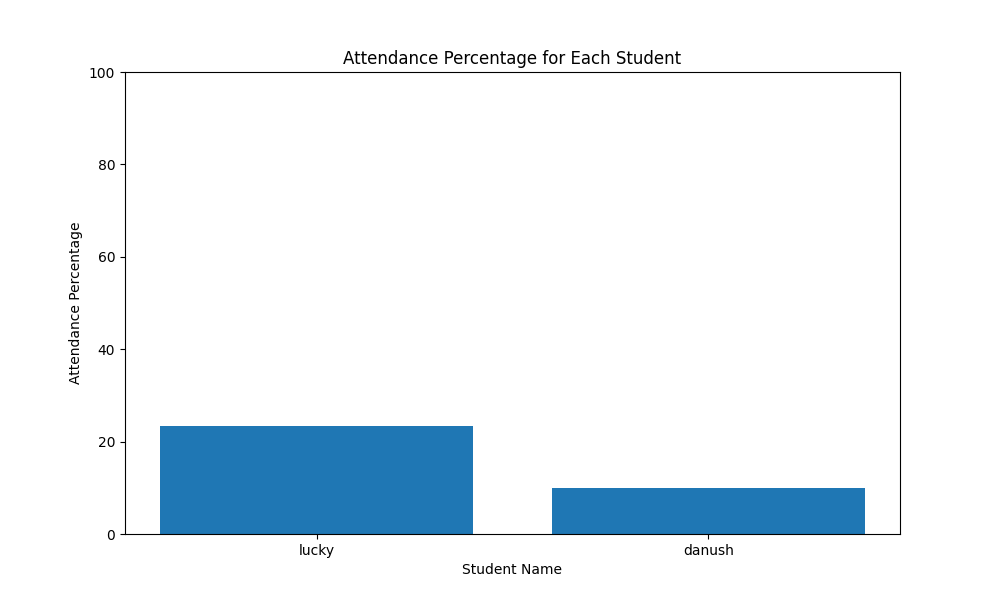 Attendance Percentage for Each Student
100
80
60
40
20
0
Attendance Percentage
lucky
danush
Student Name